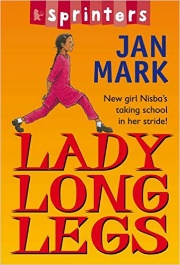 Sprinters
JAN
MARK
New girl Nisba's
taking school
in her stride!
LADY
LONG
LEGS